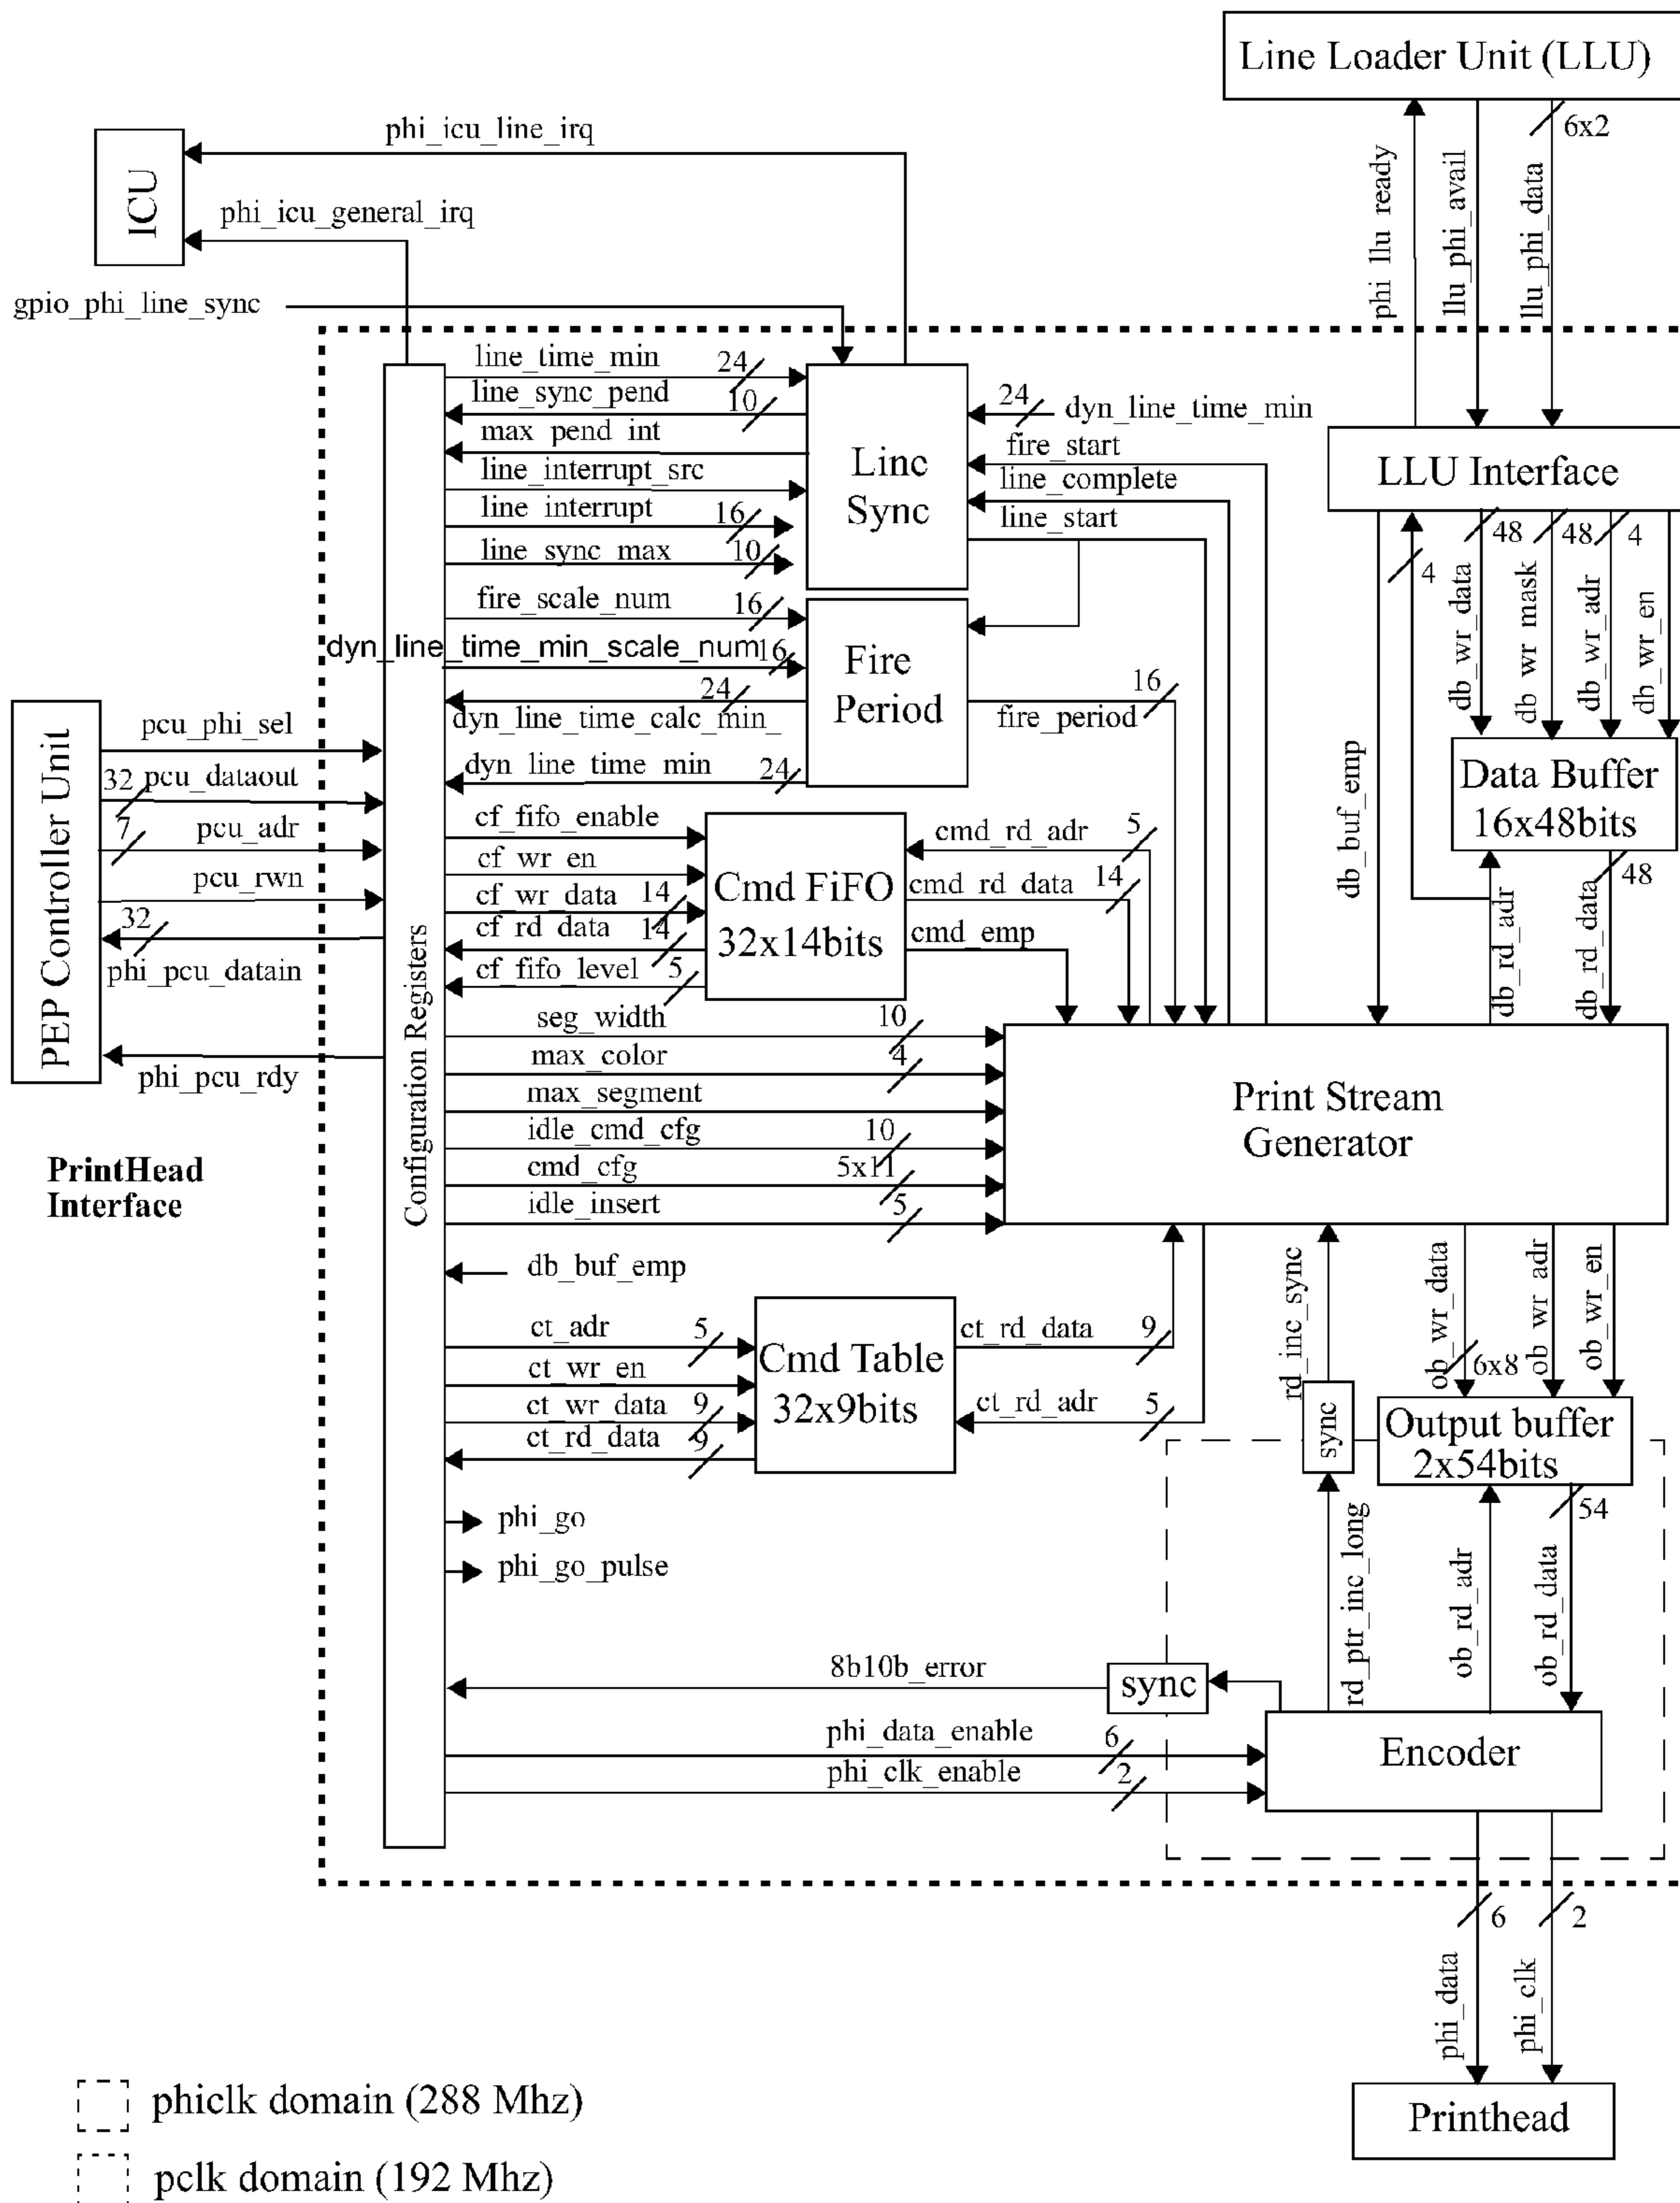 Line Loader Unit (LLU)
6x2
phi_llu_ready
llu_phi_avail
llu_phi_data
phi_icu_line_irq
ICU
phi_icu_general_irq
gpio_phi_line_sync
line_time_min
24
line_sync_pend
10
max_pend_int
line_interrupt_src
line_interrupt
16
line_sync_max
10
Linc
Sync
24
dyn_line_time_min
fire_start
line_complete
line_start
LLU Interface
4
48
48
4
db_wr_data
db_wr_mask
db_wr_adr
db_wr_en
fire_scale_num
16
dyn_line_time_min_scale_num
16
24
dyn_line_time_calc_min_
dyn_line_time_min
24
Fire
Period
16
fire_period
Data Buffer
16x48bits
48
db_buf_emp
db_rd_adr
db_rd_data
PEP Controller Unit
pcu_phi_sel
32
pcu_dataout
7
pcu_adr
pcu_rwn
32
phi_pcu_datain
phi_pcu_rdy
Configuration Registers
cf_fifo_enable
cf_wr_en
cf_wr_data
14
cf_rd_data
14
cf_fifo_level
5
Cmd FiFO
32x14bits
cmd_rd_adr
5
cmd_rd_data
14
cmd_emp
seg_width
10
max_color
4
max_segment
idle_cmd_cfg
10
cmd_cfg
5x11
idle_insert
5
Print Stream
Generator
PrintHead
Interface
db_buf_emp
ct_adr
5
ct_wr_en
ct_wr_data
9
ct_rd_data
9
Cmd Table
32x9bits
ct_rd_data
9
ct_rd_adr
5
rd_inc_sync
ob_wr_data
6x8
ob_wr_adr
ob_wr_en
sync
Output buffer
2x54bits
54
phi_go
phi_go_pulse
rd_ptr_inc_long
ob_rd_adr
ob_rd_data
8b10b_error
sync
phi_data_enable
6
phi_clk_enable
2
Encoder
6
2
phi_data
phi_clk
Printhead
phiclk domain (288 Mhz)
pclk domain (192 Mhz)